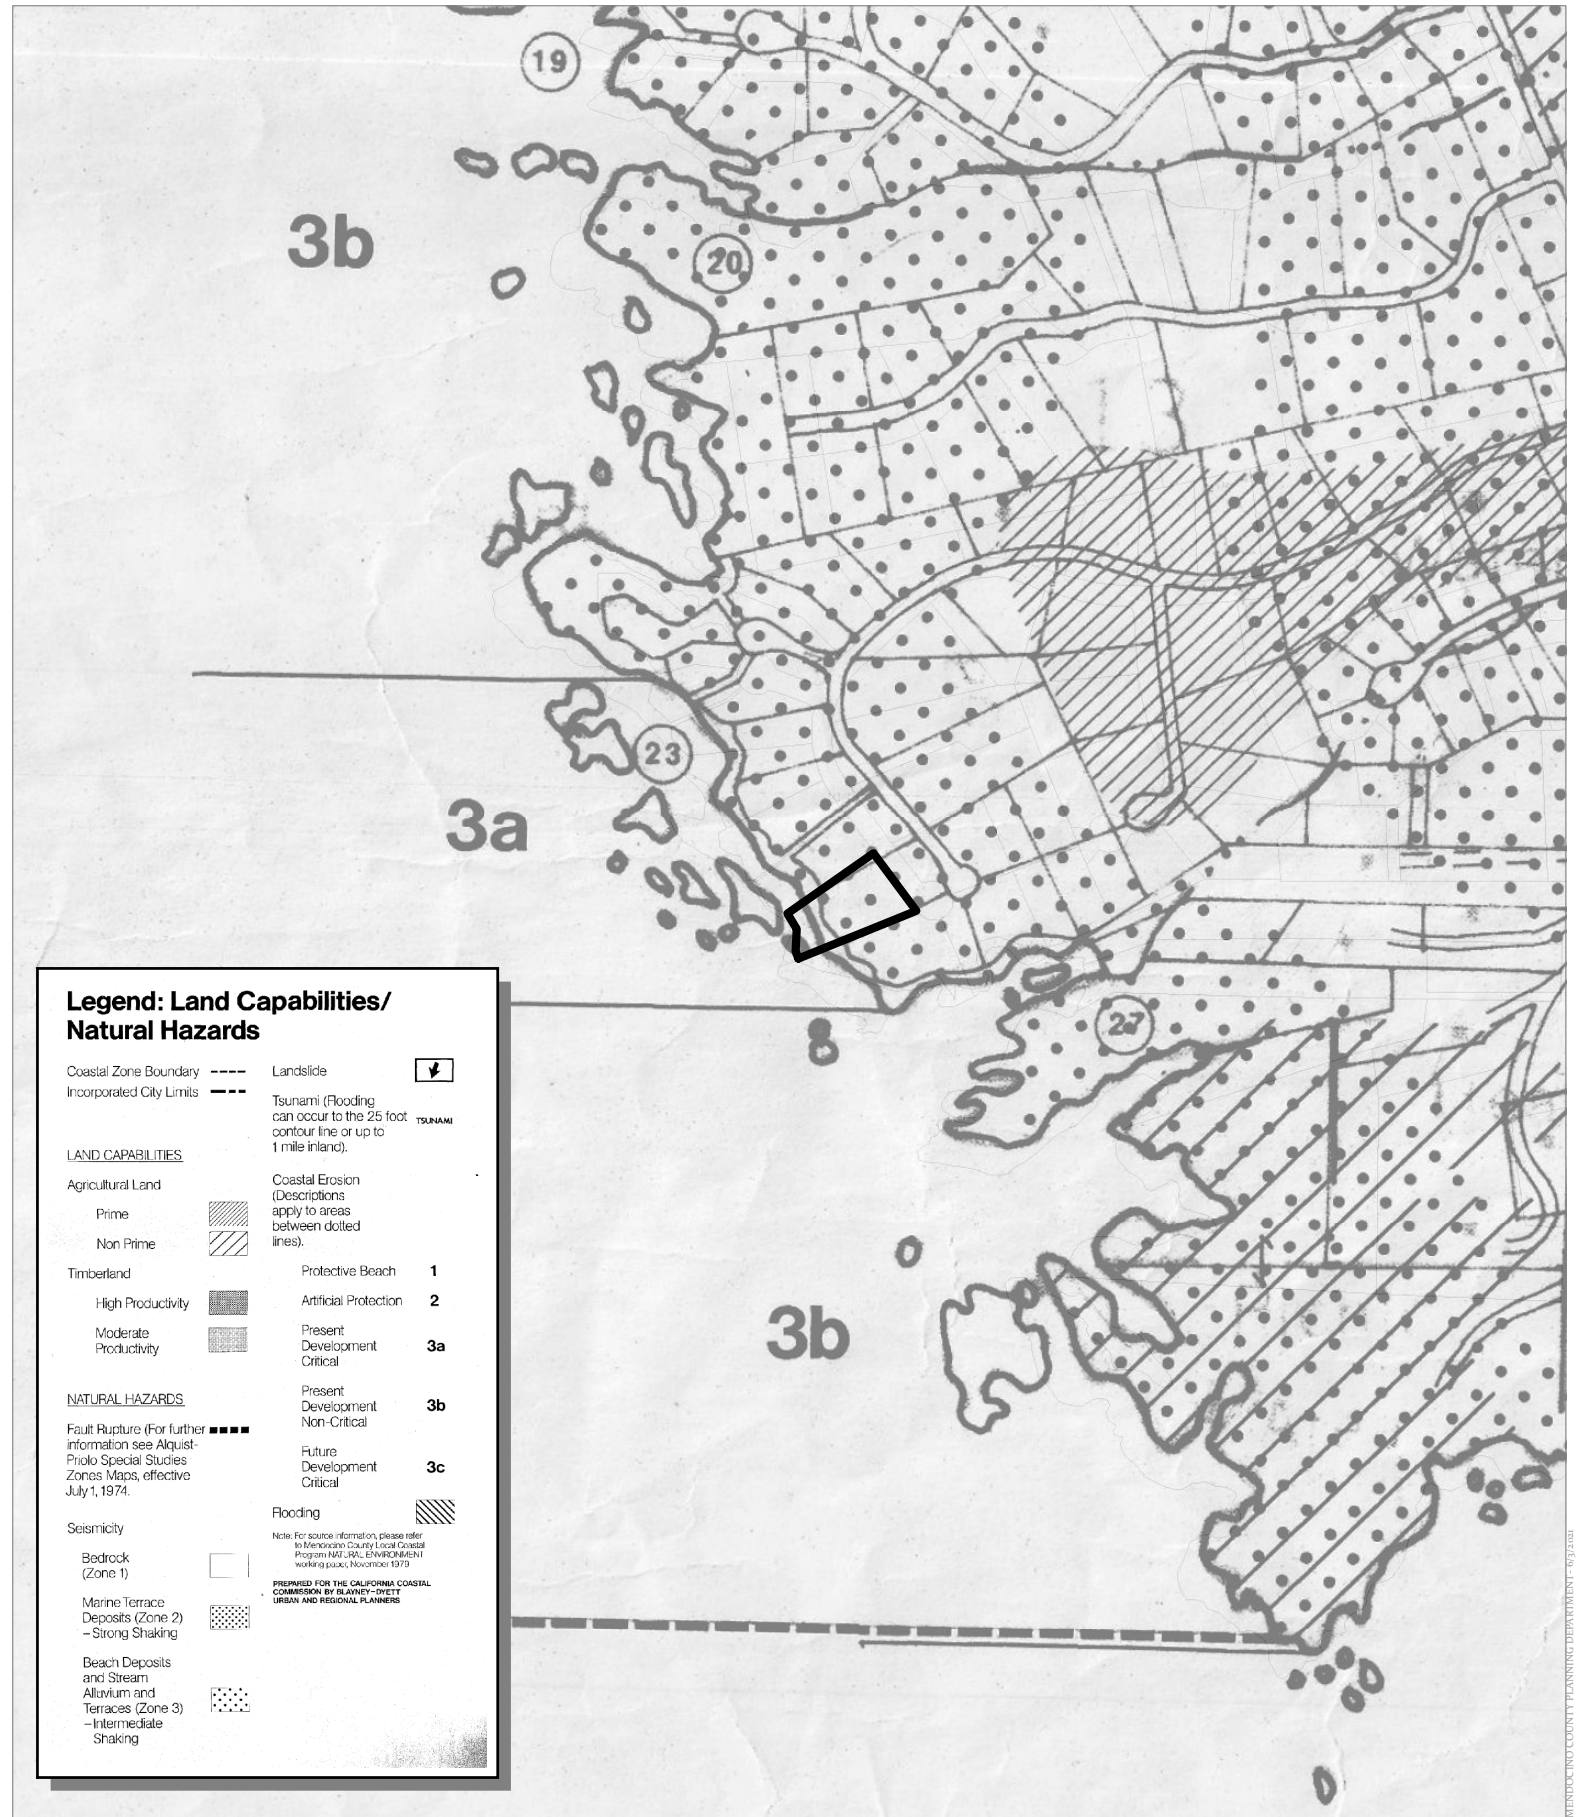 19
3b
20
23
3a
27
3b
Legend: Land Capabilities/
Natural Hazards
Coastal Zone Boundary
Incorporated City Limits
LAND CAPABILITIES
Agricultural Land
Prime
Non Prime
Timberland
High Productivity
Moderate
Productivity
NATURAL HAZARDS
Fault Rupture (For further
information see Alquist-
Priolo Special Studies
Zones Maps, effective
July 1, 1974.
Seismicity
Bedrock
(Zone 1)
Marine Terrace
Deposits (Zone 2)
–Strong Shaking
Beach Deposits
and Stream
Alluvium and
Terraces (Zone 3)
–Intermediate
Shaking
Landslide
Tsunami (Flooding
can occur to the 25 foot
contour line or up to
1 mile inland).
TSUNAMI
Coastal Erosion
(Descriptions
apply to areas
between dotted
lines).
Protective Beach 1
Artificial Protection 2
Present
Development
Critical
3a
Present
Development
Non-Critical
3b
Future
Development
Critical
3c
Flooding
Note: For source information, please refer
to Mendocino County Local Coastal
Program NATURAL ENVIRONMENT
working paper, November 1979
PREPARED FOR THE CALIFORNIA COASTAL
COMMISSION BY BLAYNEY–DYETT
URBAN AND REGIONAL PLANNERS
MENDOCINO COUNTY PLANNING DEPARTMENT - 6/3/2021